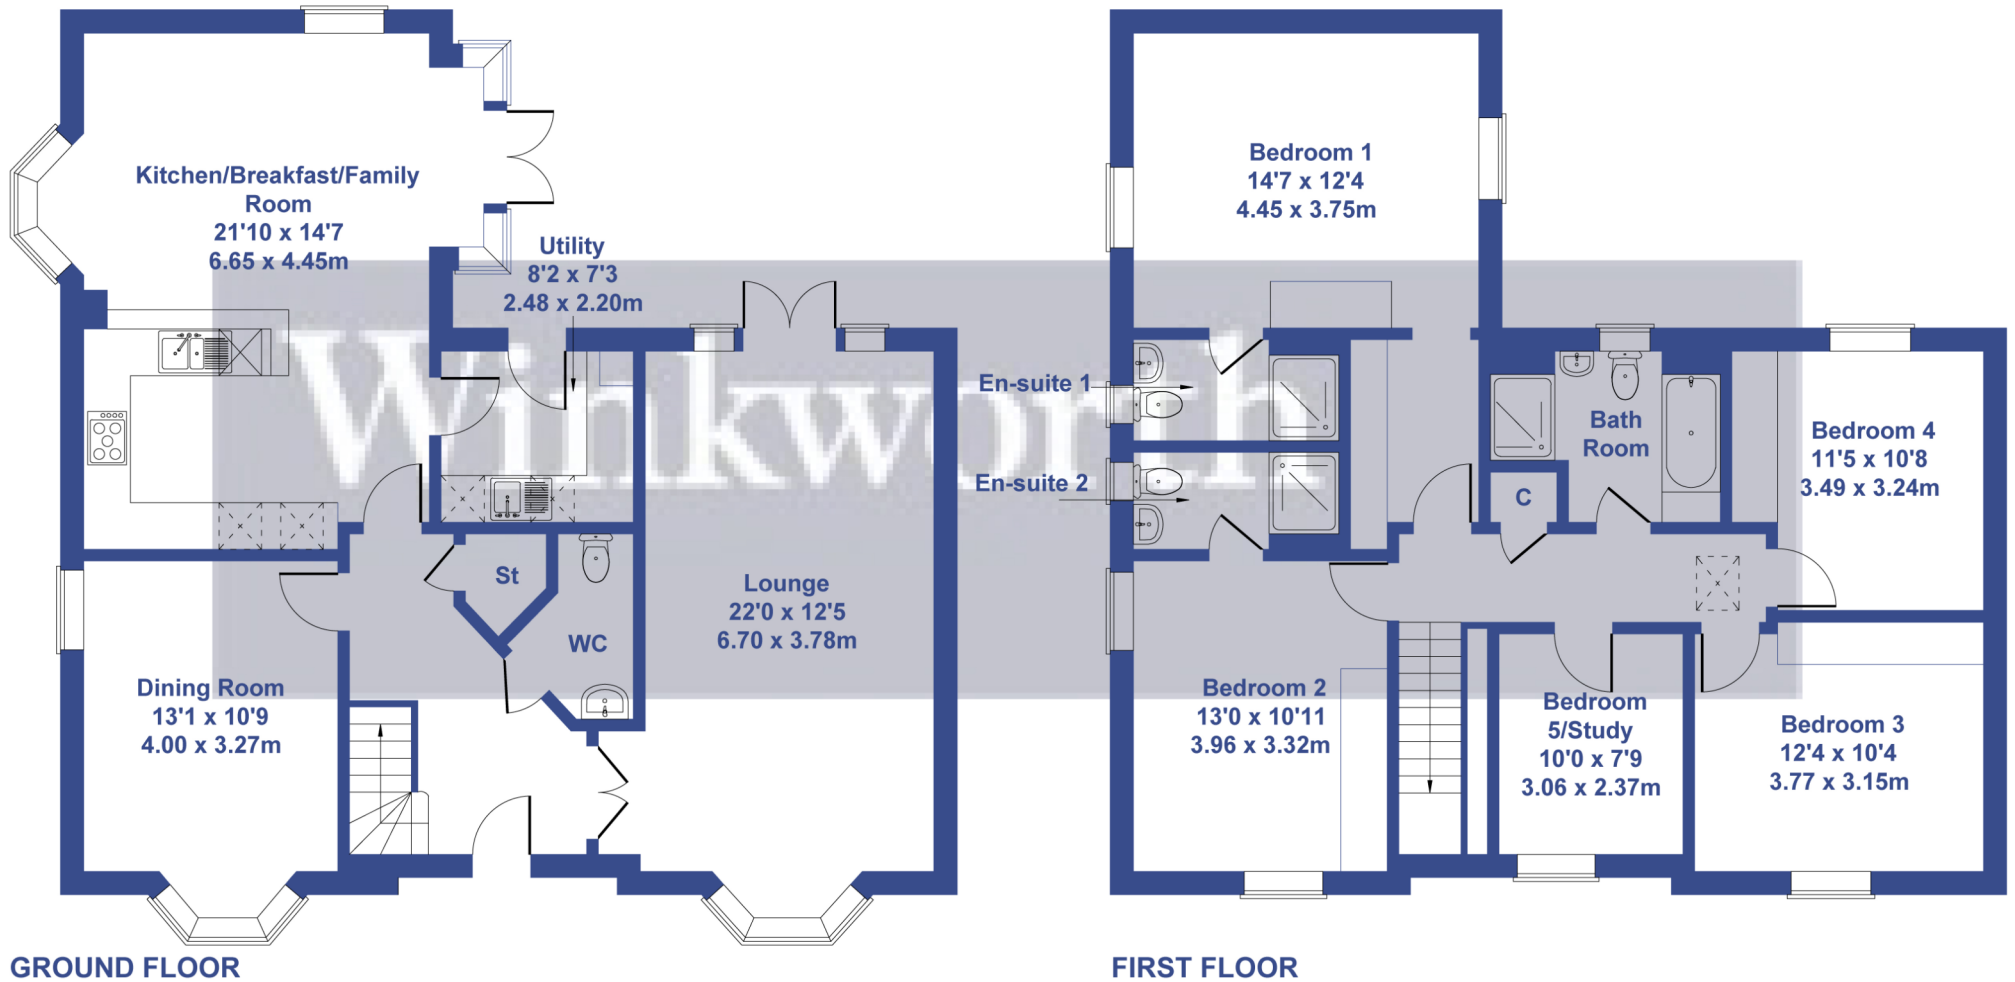 Kitchen/Breakfast/Family
Room
21'10 x 14'7
6.65 x 4.45m
Utility
8'2 x 7'3
2.48 x 2.20m
St
WC
Lounge
22'0 x 12'5
6.70 x 3.78m
Dining Room
13'1 x 10'9
4.00 x 3.27m
GROUND FLOOR
Winkworth
Bedroom 1
14'7 x 12'4
4.45 x 3.75m
En-suite 1
En-suite 2
Bath
Room
C
Bedroom 4
11'5 x 10'8
3.49 x 3.24m
Bedroom 2
13'0 x 10'11
3.96 x 3.32m
Bedroom
5/Study
10'0 x 7'9
3.06 x 2.37m
Bedroom 3
12'4 x 10'4
3.77 x 3.15m
FIRST FLOOR